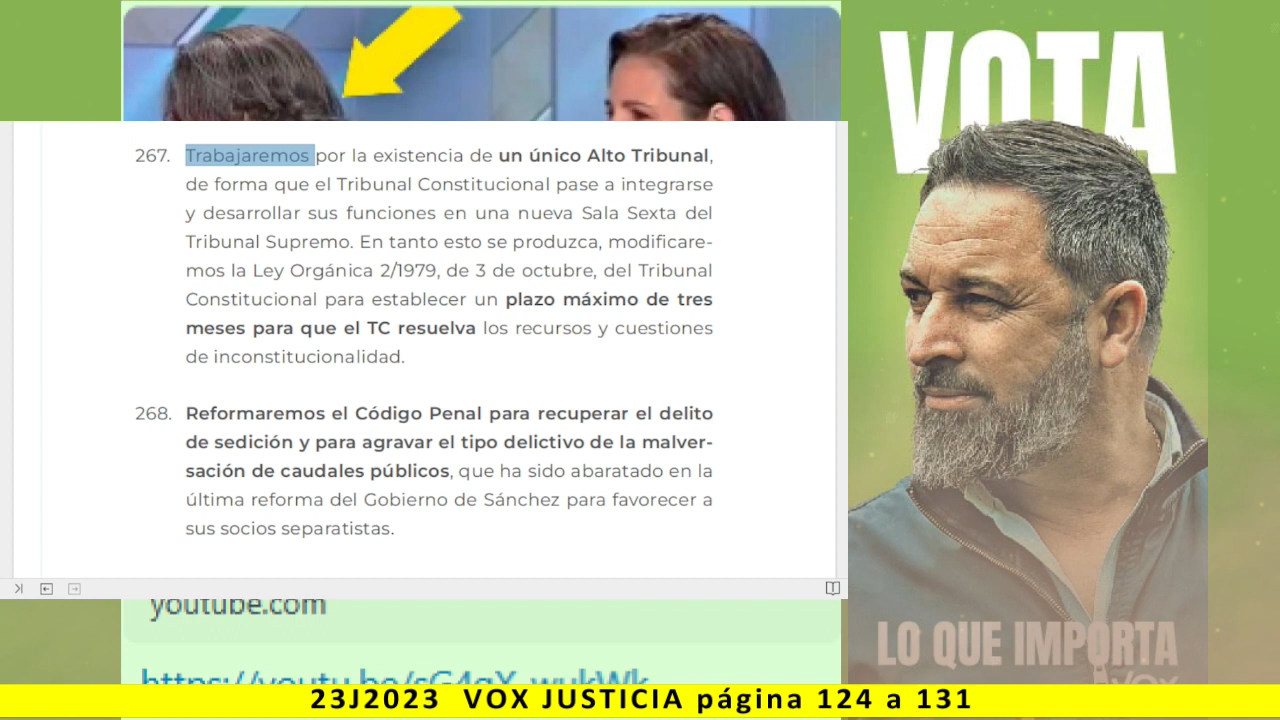 VOTA
267. Trabajaremos por la existencia de un único Alto Tribunal,
de forma que el Tribunal Constitucional pase a integrarse
y desarrollar sus funciones en una nueva Sala Sexta del
Tribunal Supremo. En tanto esto se produzca, modificare-
mos la Ley Orgánica 2/1979, de 3 de octubre, del Tribunal
Constitucional para establecer un plazo máximo de tres
meses para que el TC resuelva los recursos y cuestiones
de inconstitucionalidad.
268. Reformaremos el Código Penal para recuperar el delito
de sedición y para agravar el tipo delictivo de la malver-
sación de caudales públicos, que ha sido abaratado en la
última reforma del Gobierno de Sánchez para favorecer a
sus socios separatistas.
youtube.com
LO QUE IMPORTA
VOX
23J2023 VOX JUSTICIA página 124 a 131